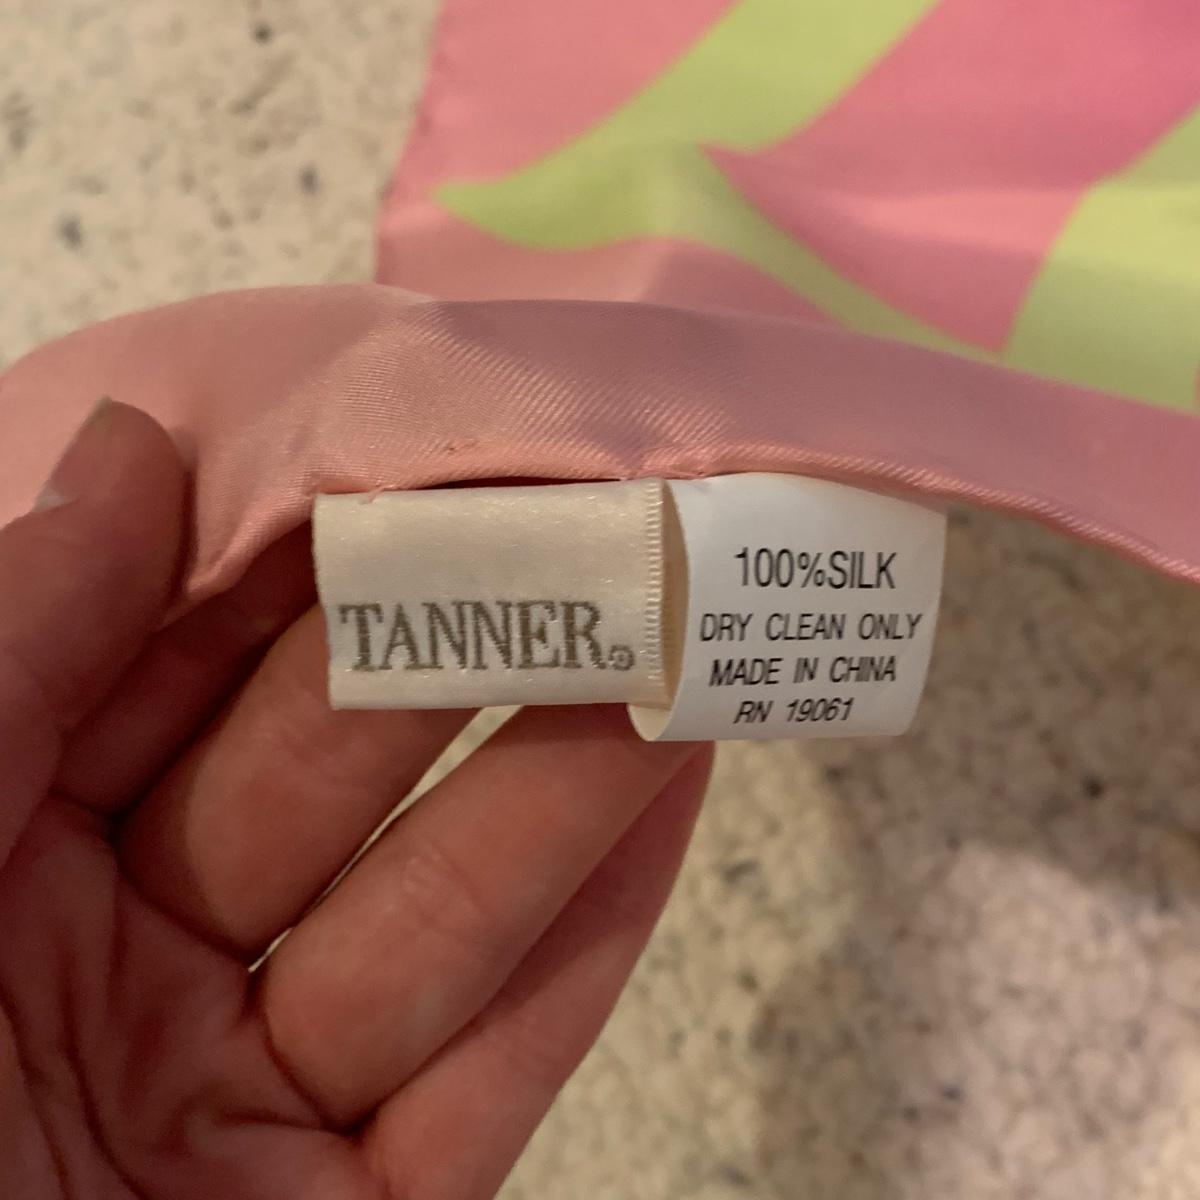 TANNER®
100%SILK
DRY CLEAN ONLY
MADE IN CHINA
RN 19061